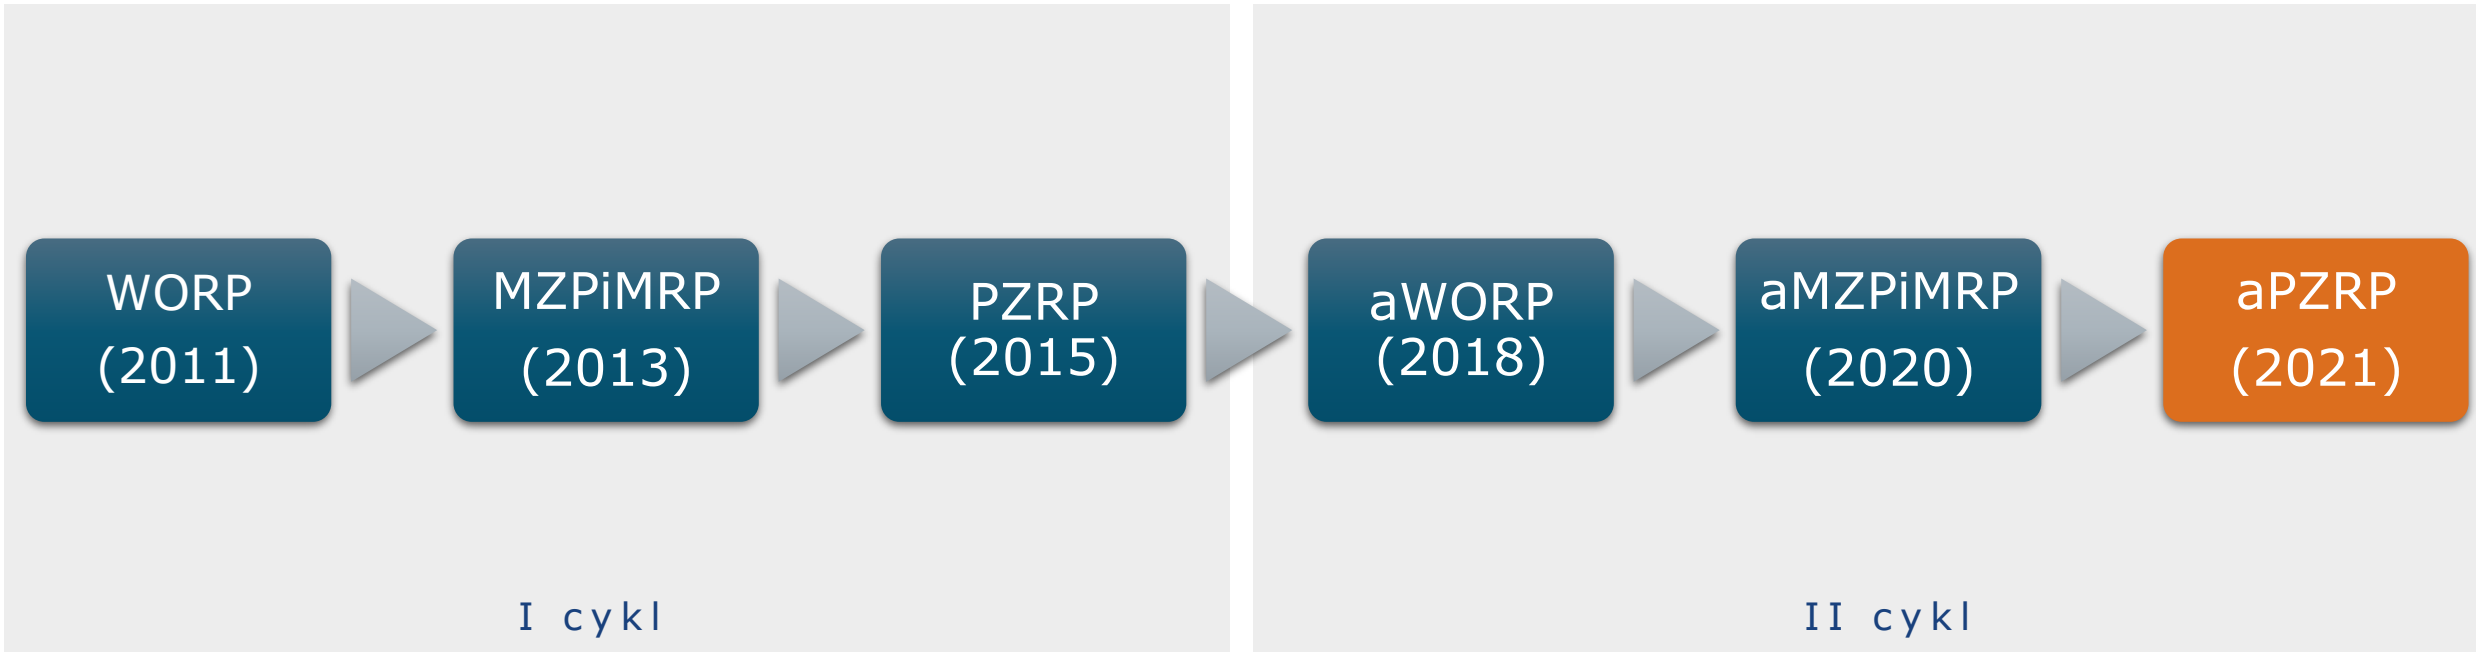 WORP
(2011)
MZPiMRP
(2013)
PZRP
(2015)
aWORP
(2018)
aMZPiMRP
(2020)
aPZRP
(2021)
I cykl
II cykl